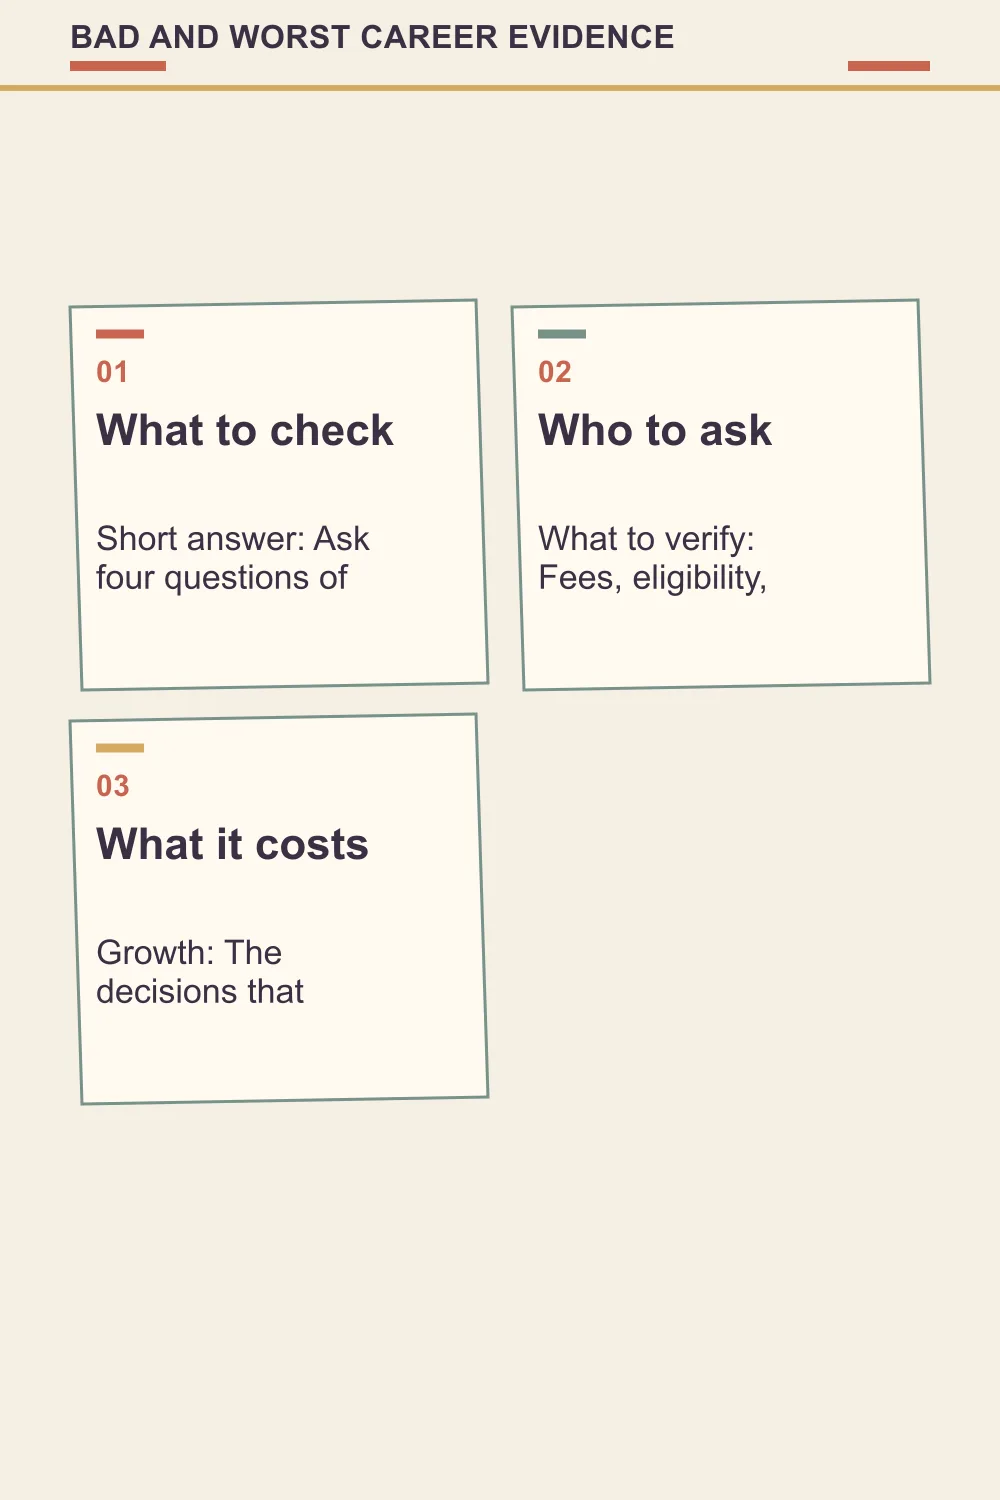 BAD AND WORST CAREER EVIDENCE
01
What to check
Short answer: Ask
four questions of
02
Who to ask
What to verify:
Fees, eligibility,
03
What it costs
Growth: The
decisions that